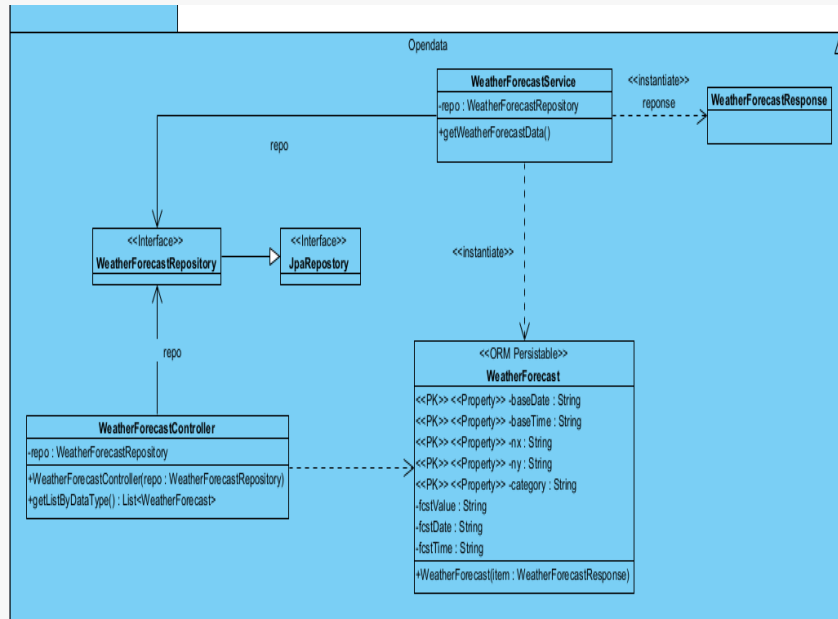 Opendata
WeatherForecastService
-repo : WeatherForecastRepository
+getWeatherForecastData()
<<instantiate>>
reponse
WeatherForecastResponse
repo
<<Interface>>
WeatherForecastRepository
<<Interface>>
JpaRepostory
<<instantiate>>
repo
<<ORM Persistable>>
WeatherForecast
<<PK>> <<Property>> -baseDate : String
<<PK>> <<Property>> -baseTime : String
<<PK>> <<Property>> -nx : String
<<PK>> <<Property>> -ny : String
<<PK>> <<Property>> -category : String
-fcstValue : String
-fcstDate : String
-fcstTime : String
+WeatherForecast(item : WeatherForecastResponse)
WeatherForecastController
-repo : WeatherForecastRepository
+WeatherForecastController(repo : WeatherForecastRepository)
+getListByDataType() : List<WeatherForecast>